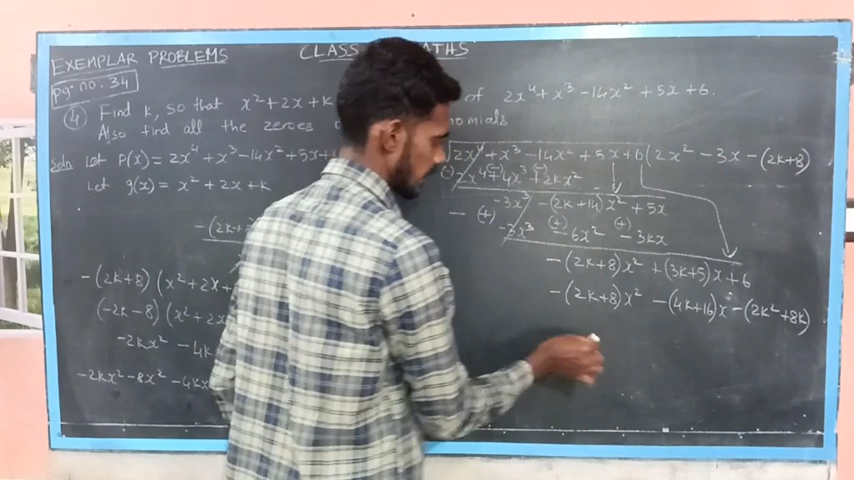 EXEMPLAR PROBLEMS CLASS MATHS
pg. no: 34
④ Find k, so that x²+2x+k of 2x⁴+x³-14x²+5x+6.
Also find all the zeroes nomials
Soln Let P(x) = 2x⁴+x³-14x²+5x+
Let g(x) = x²+2x+k
-(2k+
-(2k+8) (x²+2x+
(-2k-8) (x²+2x
-2kx² -4k
-2kx²-8x²-4kx
2x⁴+x³-14x²+5x+6(2x²-3x-(2k+8)
(-) 2x⁴+4x³+2kx²
-3x³ -(2k+14)x²+5x
- (+) -3x³ (+) -6x² (+) -3kx
-(2k+8)x² +(3k+5)x+6
-(2k+8)x² -(4k+16)x -(2k²+8k)